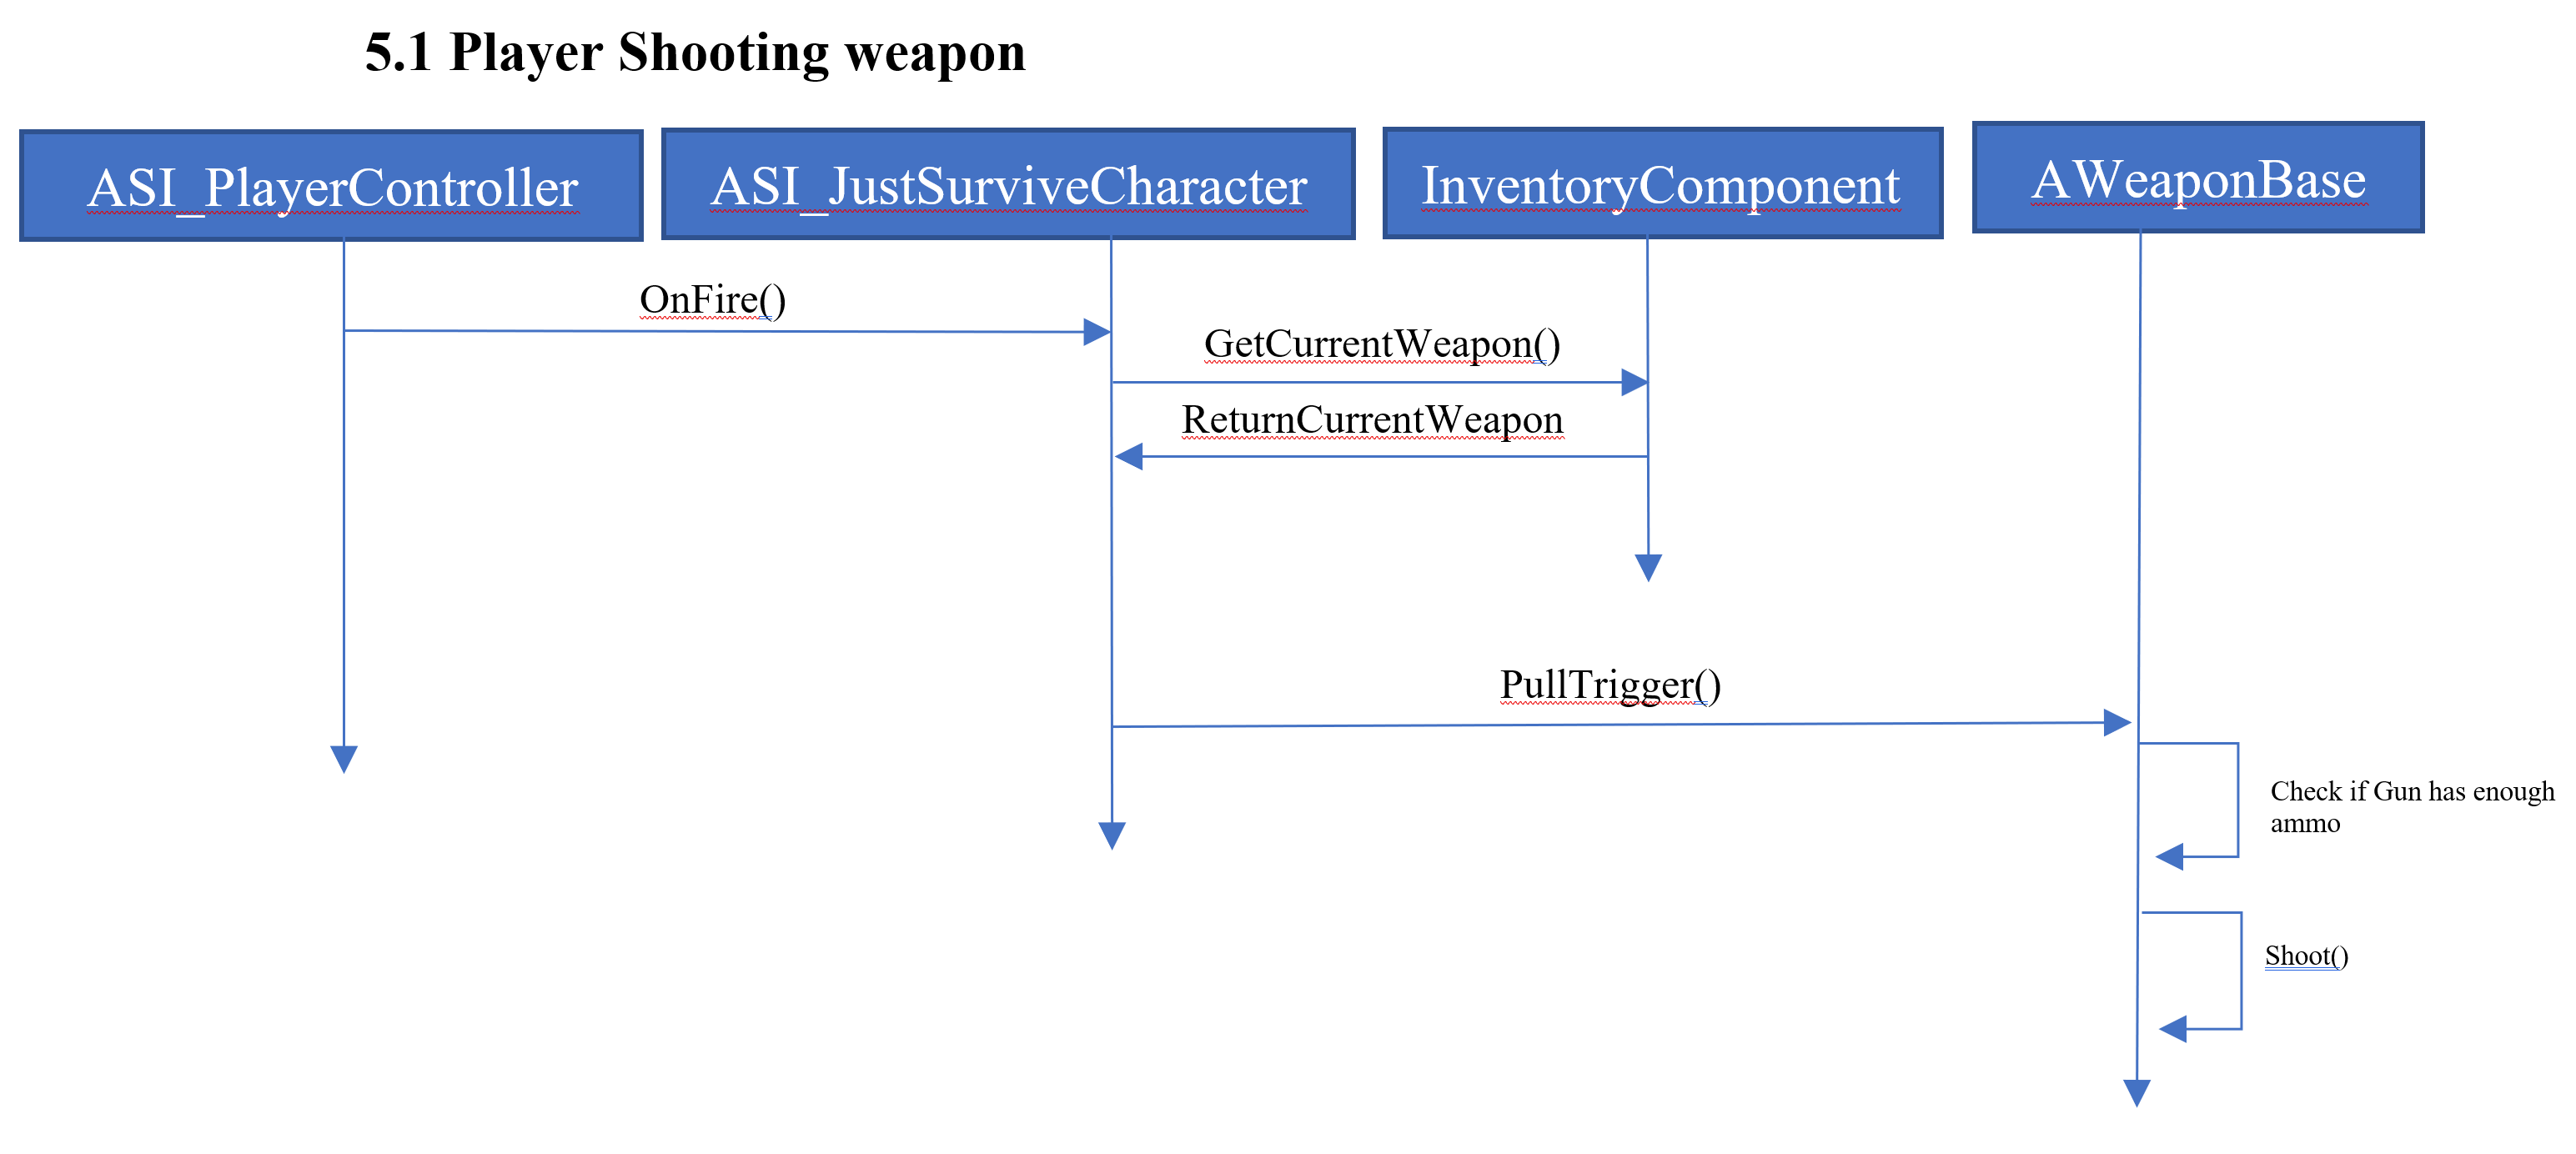 5.1 Player Shooting weapon
ASI_PlayerController
ASI_JustSurviveCharacter
InventoryComponent
AWeaponBase
OnFire()
GetCurrentWeapon()
ReturnCurrentWeapon
PullTrigger()
Check if Gun has enough
ammo
Shoot()